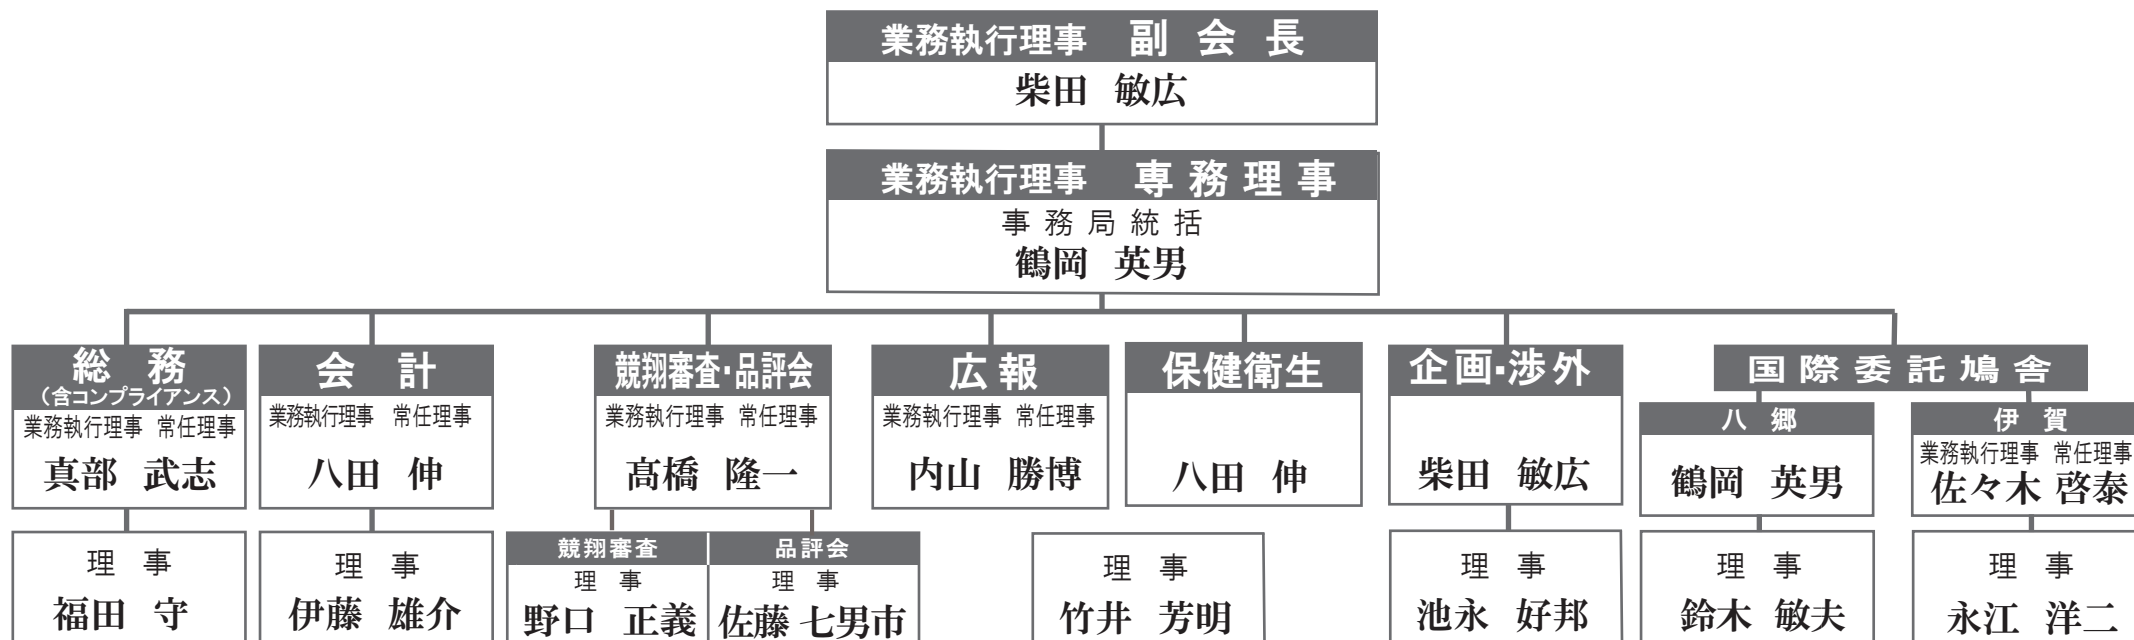 業務執行理事 副会長
柴田 敏広
業務執行理事 専務理事
事務局統括
鶴岡 英男
総務
（含コンプライアンス）
業務執行理事 常任理事
真部 武志
理事
福田 守
会計
業務執行理事 常任理事
八田 伸
理事
伊藤 雄介
競翔審査・品評会
業務執行理事 常任理事
髙橋 隆一
競翔審査
理事
野口 正義
品評会
理事
佐藤 七男市
広報
業務執行理事 常任理事
内山 勝博
保健衛生
八田 伸
理事
竹井 芳明
企画・渉外
柴田 敏広
理事
池永 好邦
国際委託鳩舎
八郷
鶴岡 英男
理事
鈴木 敏夫
伊賀
業務執行理事 常任理事
佐々木 啓泰
理事
永江 洋二